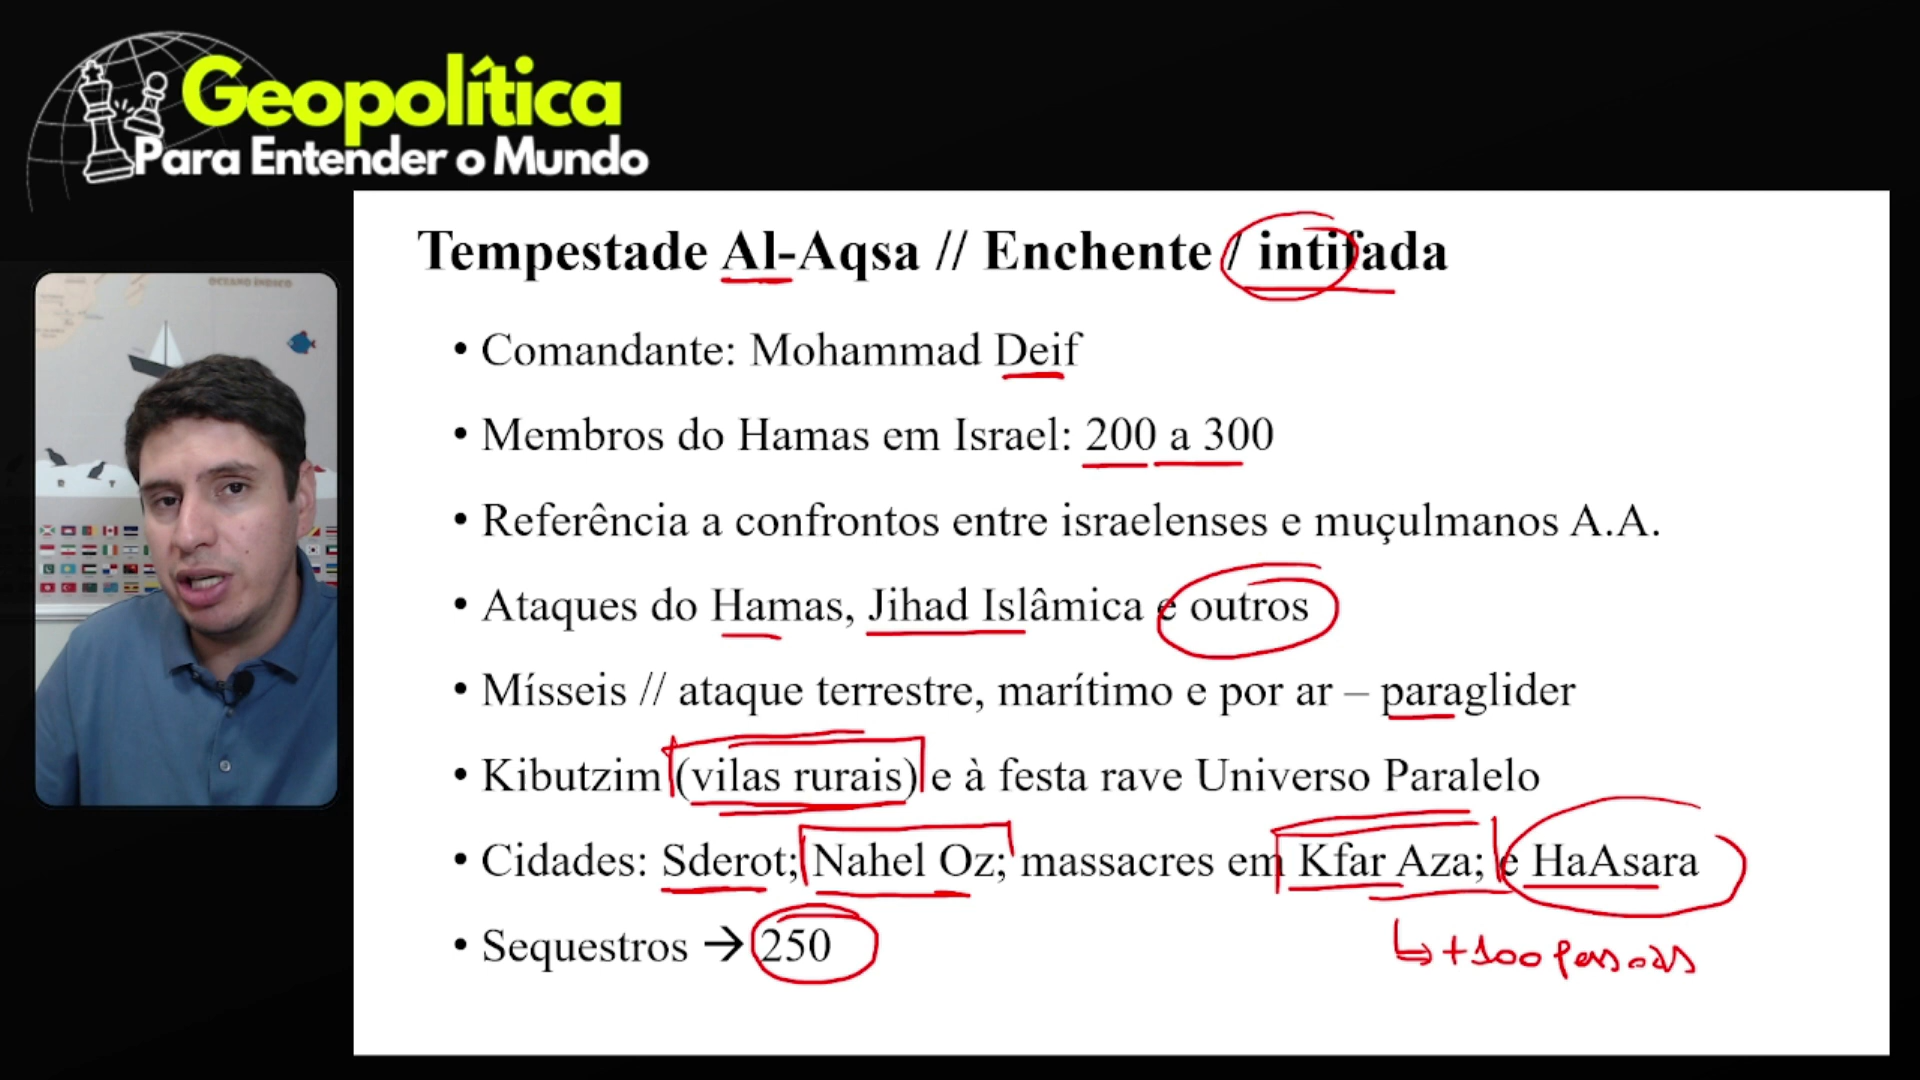 Geopolítica
Para Entender o Mundo
OCEANO ÍNDICO
Tempestade Al-Aqsa // Enchente / intifada
• Comandante: Mohammad Deif
• Membros do Hamas em Israel: 200 a 300
• Referência a confrontos entre israelenses e muçulmanos A.A.
• Ataques do Hamas, Jihad Islâmica e outros
• Mísseis // ataque terrestre, marítimo e por ar – paraglider
• Kibutzim (vilas rurais) e à festa rave Universo Paralelo
• Cidades: Sderot; Nahel Oz; massacres em Kfar Aza; e HaAsara
• Sequestros → 250
↳ +100 pessoas